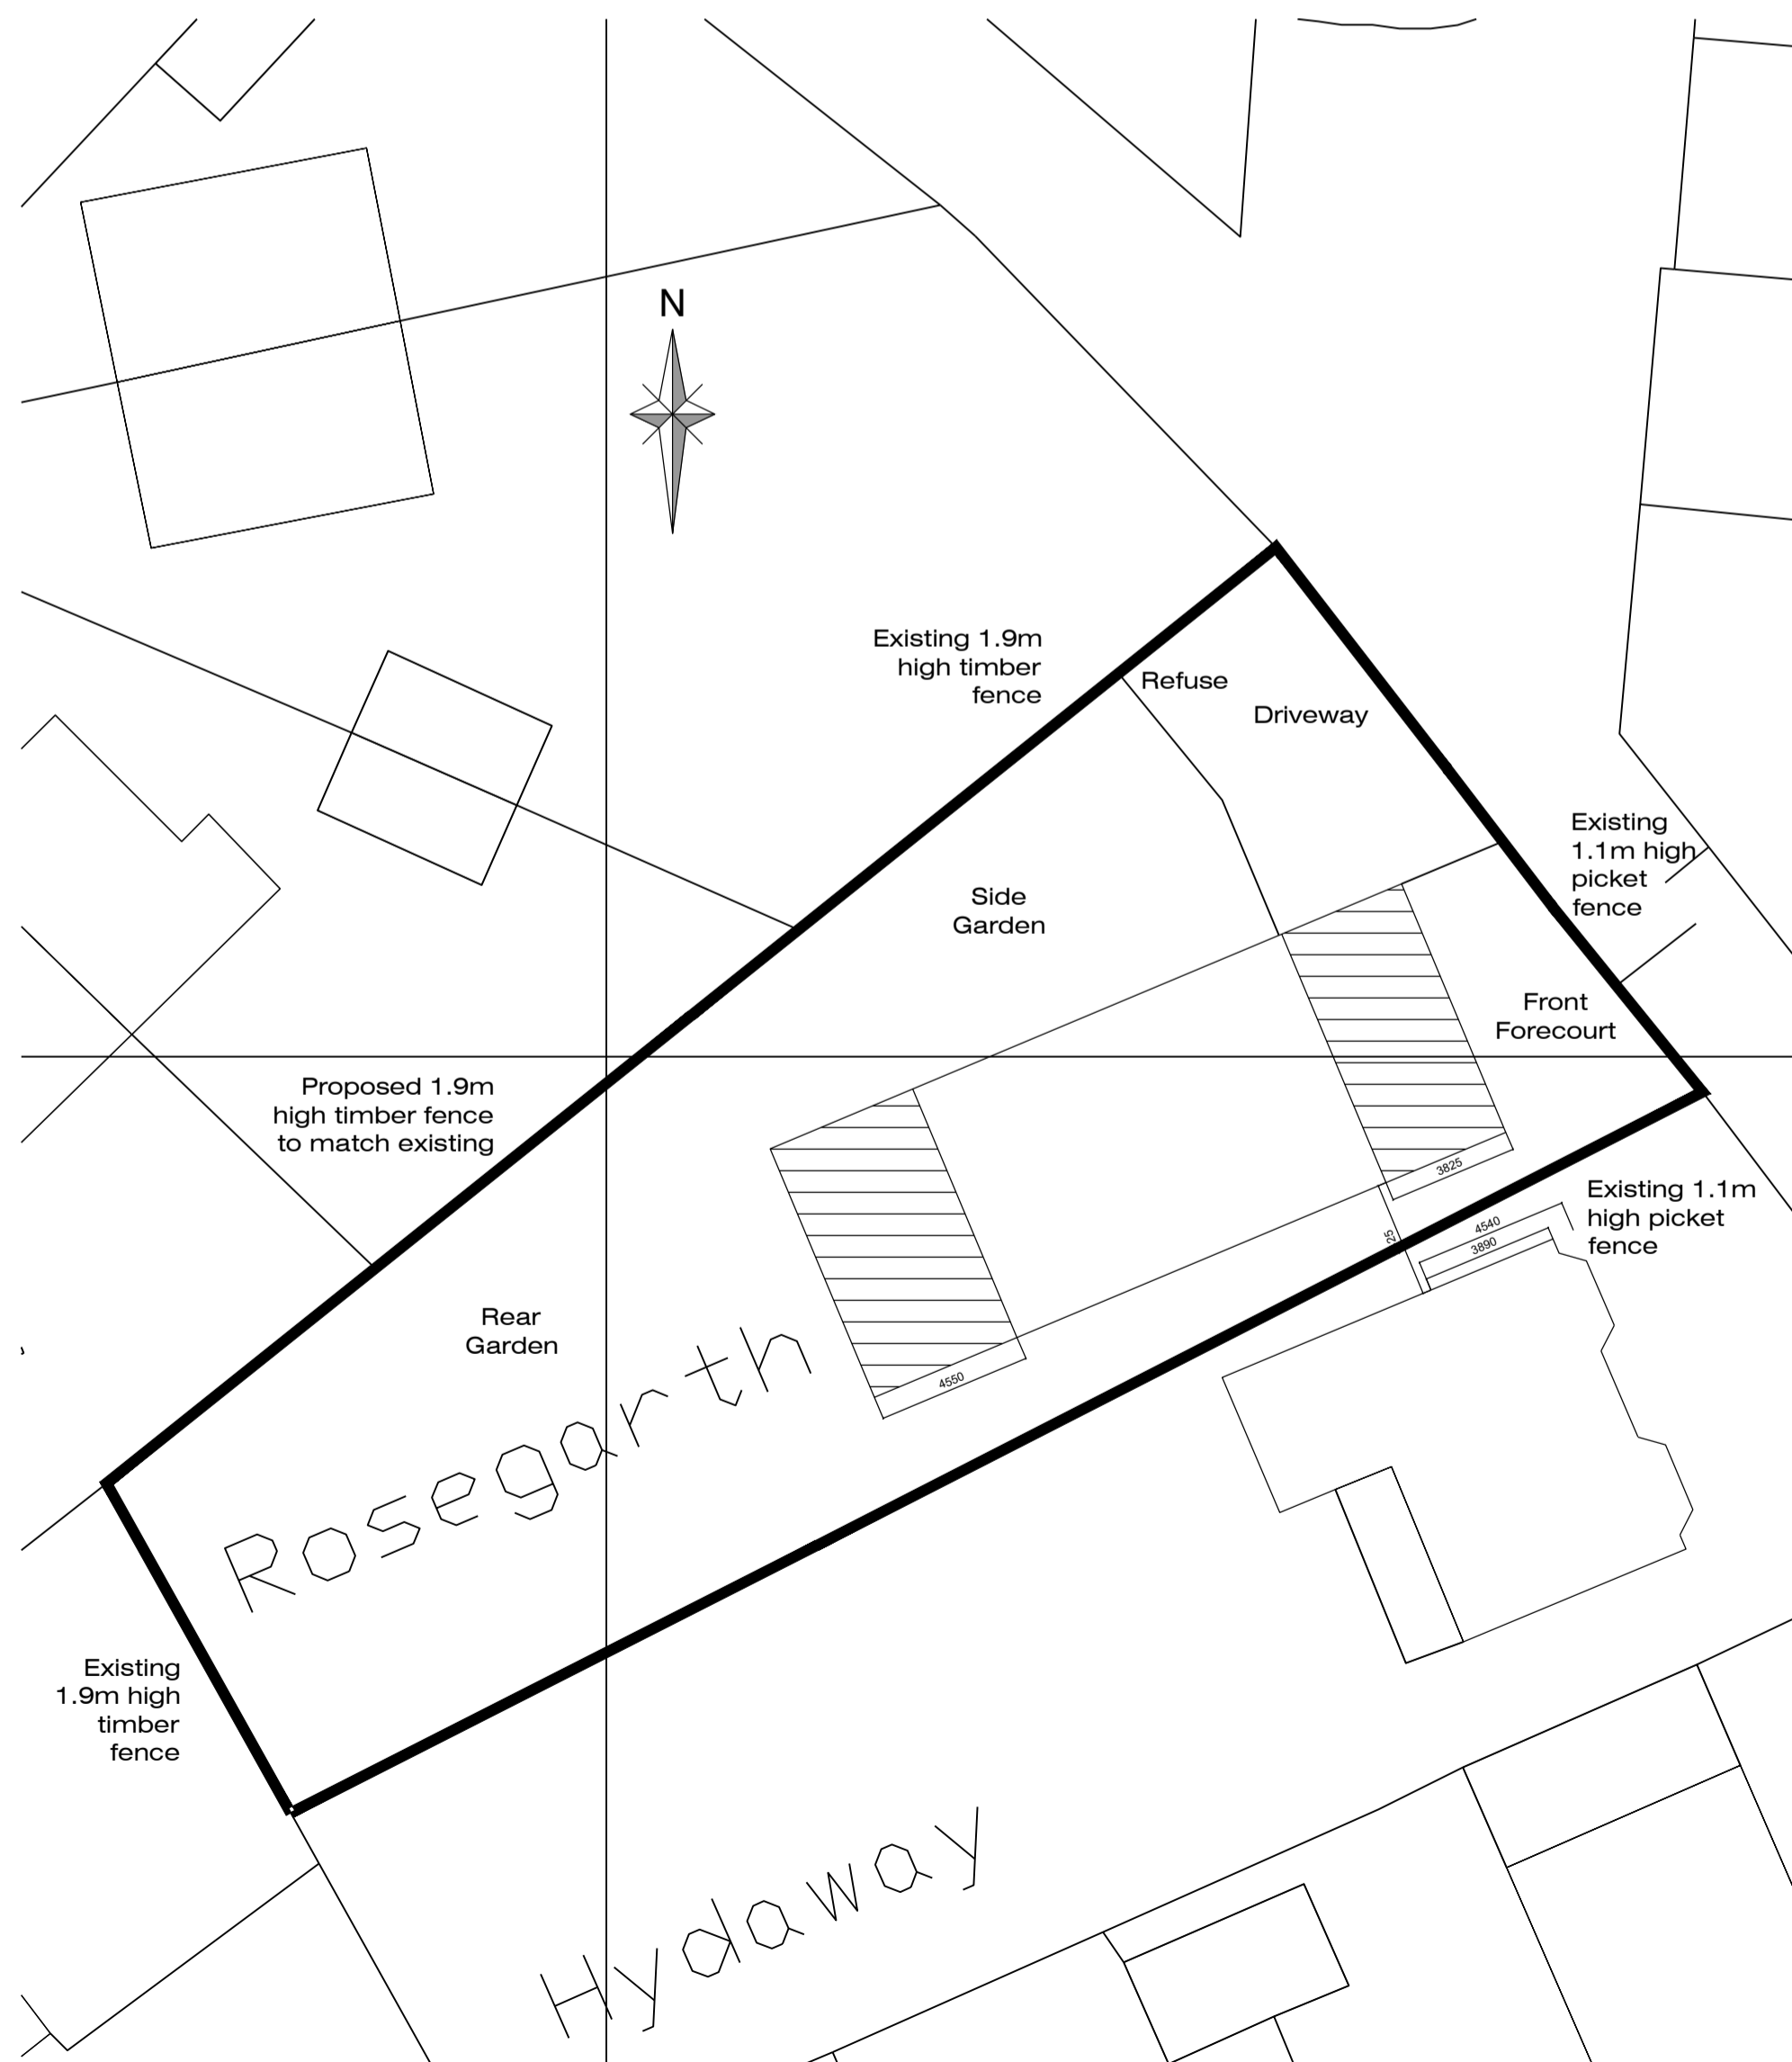 N
Existing 1.9m
high timber
fence
Refuse
Driveway
Existing
1.1m high
picket
fence
Side
Garden
Front
Forecourt
Proposed 1.9m
high timber fence
to match existing
3825
Existing 1.1m
high picket
fence
4540
3890
25
Rear
Garden
4550
Rosegarth
Existing
1.9m high
timber
fence
Hydaway